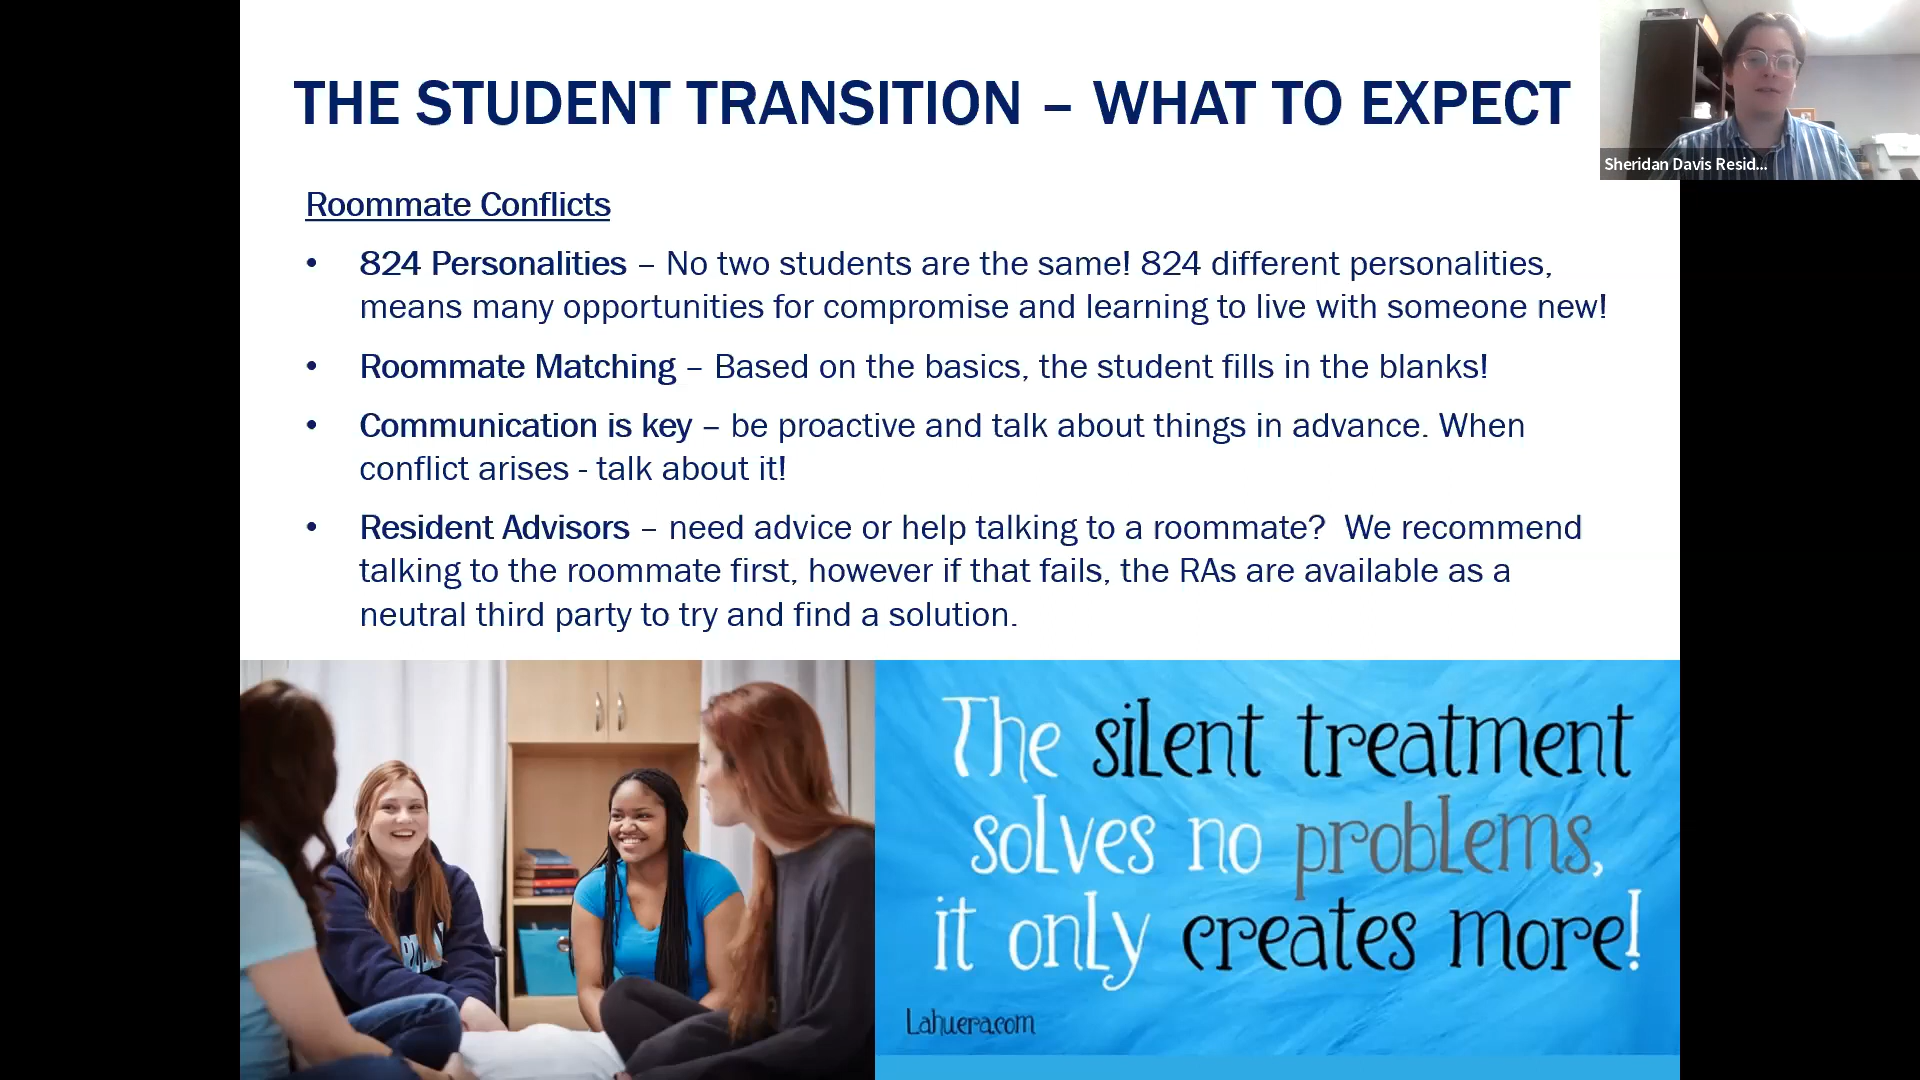 THE STUDENT TRANSITION – WHAT TO EXPECT
Sheridan Davis Resid...
Roommate Conflicts
• 824 Personalities – No two students are the same! 824 different personalities,
means many opportunities for compromise and learning to live with someone new!
• Roommate Matching – Based on the basics, the student fills in the blanks!
• Communication is key – be proactive and talk about things in advance. When
conflict arises - talk about it!
• Resident Advisors – need advice or help talking to a roommate?  We recommend
talking to the roommate first, however if that fails, the RAs are available as a
neutral third party to try and find a solution.
The silent treatment
solves no problems,
it only creates more!
Lahuera.com